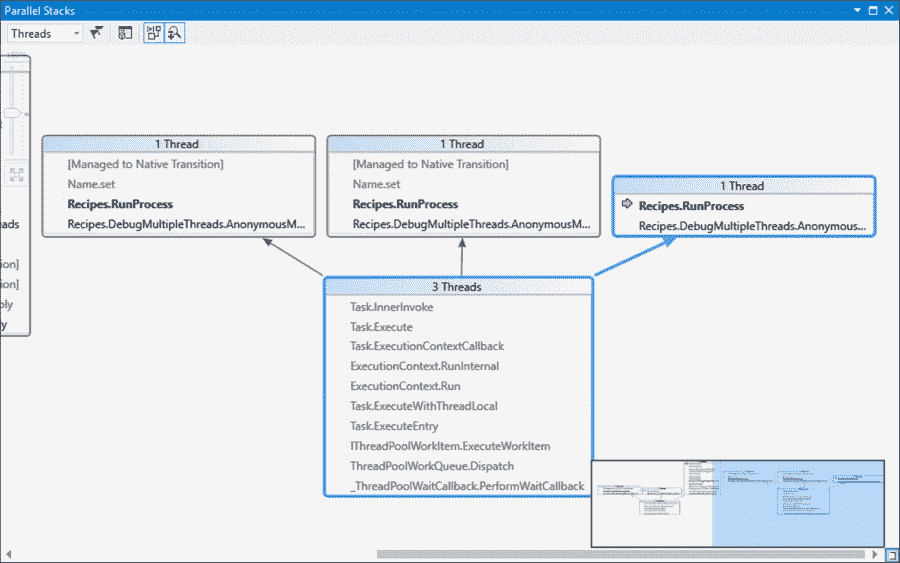 Parallel Stacks
Threads
100%
eads
ion]
ion]
ply
y
1 Thread
[Managed to Native Transition]
Name.set
Recipes.RunProcess
Recipes.DebugMultipleThreads.AnonymousM...
1 Thread
[Managed to Native Transition]
Name.set
Recipes.RunProcess
Recipes.DebugMultipleThreads.AnonymousM...
1 Thread
Recipes.RunProcess
Recipes.DebugMultipleThreads.Anonymous...
3 Threads
Task.InnerInvoke
Task.Execute
Task.ExecutionContextCallback
ExecutionContext.RunInternal
ExecutionContext.Run
Task.ExecuteWithThreadLocal
Task.ExecuteEntry
IThreadPoolWorkItem.ExecuteWorkItem
ThreadPoolWorkQueue.Dispatch
_ThreadPoolWaitCallback.PerformWaitCallback